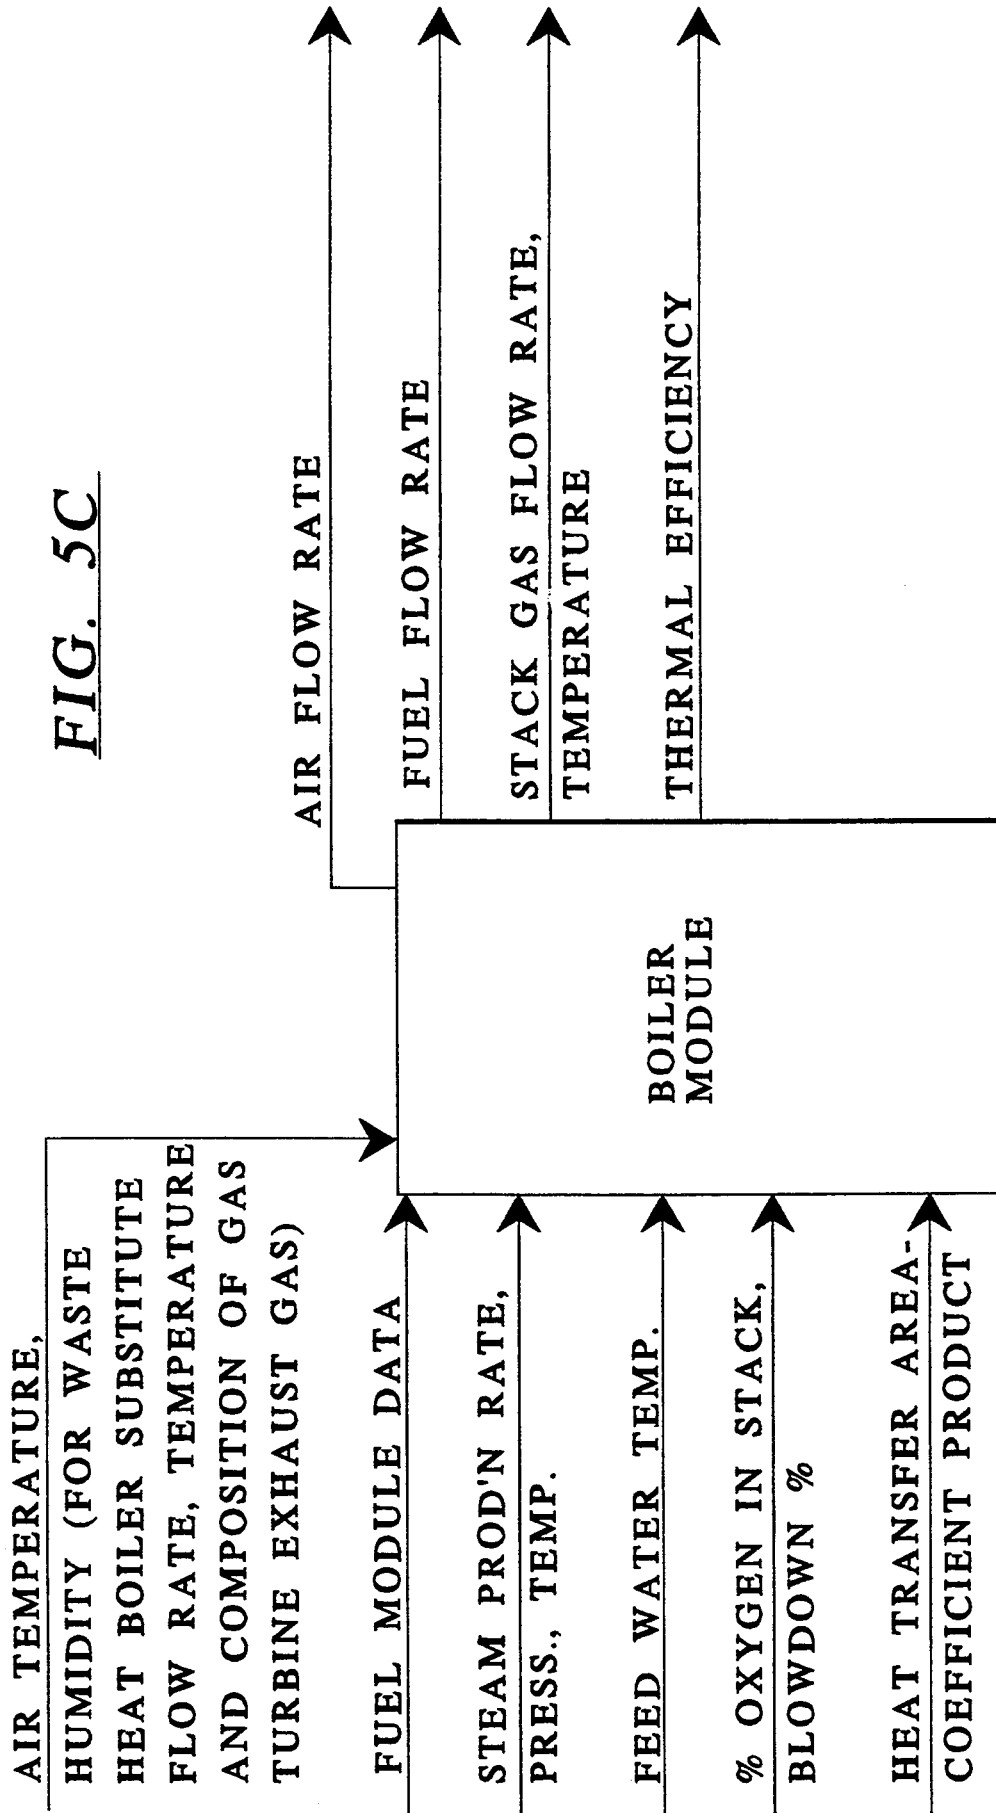 FIG. 5C
AIR TEMPERATURE,
HUMIDITY (FOR WASTE
HEAT BOILER SUBSTITUTE
FLOW RATE, TEMPERATURE
AND COMPOSITION OF GAS
TURBINE EXHAUST GAS)
FUEL MODULE DATA
STEAM PROD'N RATE,
PRESS., TEMP.
FEED WATER TEMP.
% OXYGEN IN STACK,
BLOWDOWN %
HEAT TRANSFER AREA-
COEFFICIENT PRODUCT
BOILER
MODULE
AIR FLOW RATE
FUEL FLOW RATE
STACK GAS FLOW RATE,
TEMPERATURE
THERMAL EFFICIENCY